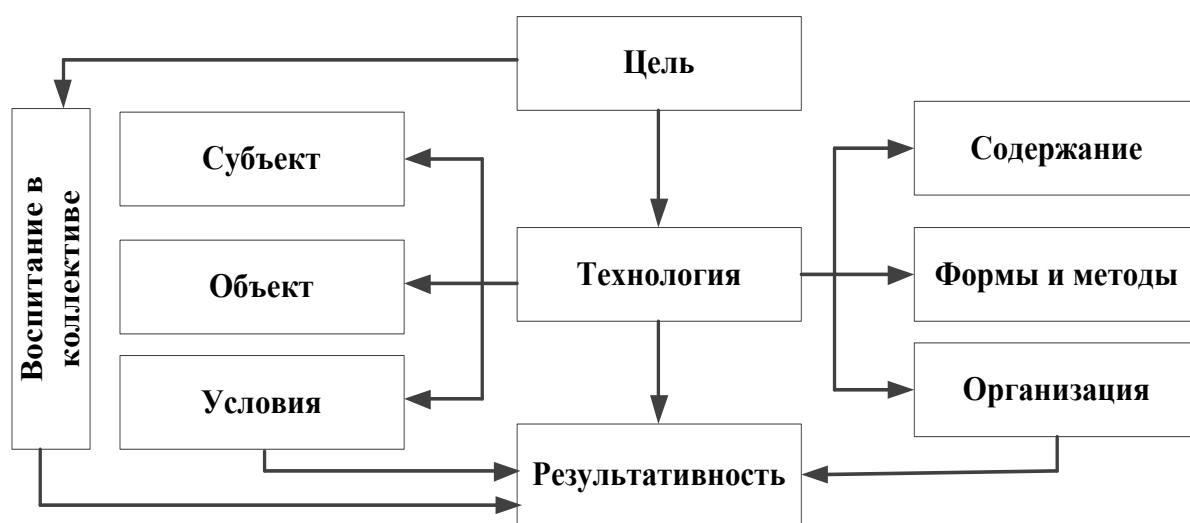 Цель
Воспитание в
коллективе
Субъект
Объект
Условия
Технология
Содержание
Формы и методы
Организация
Результативность